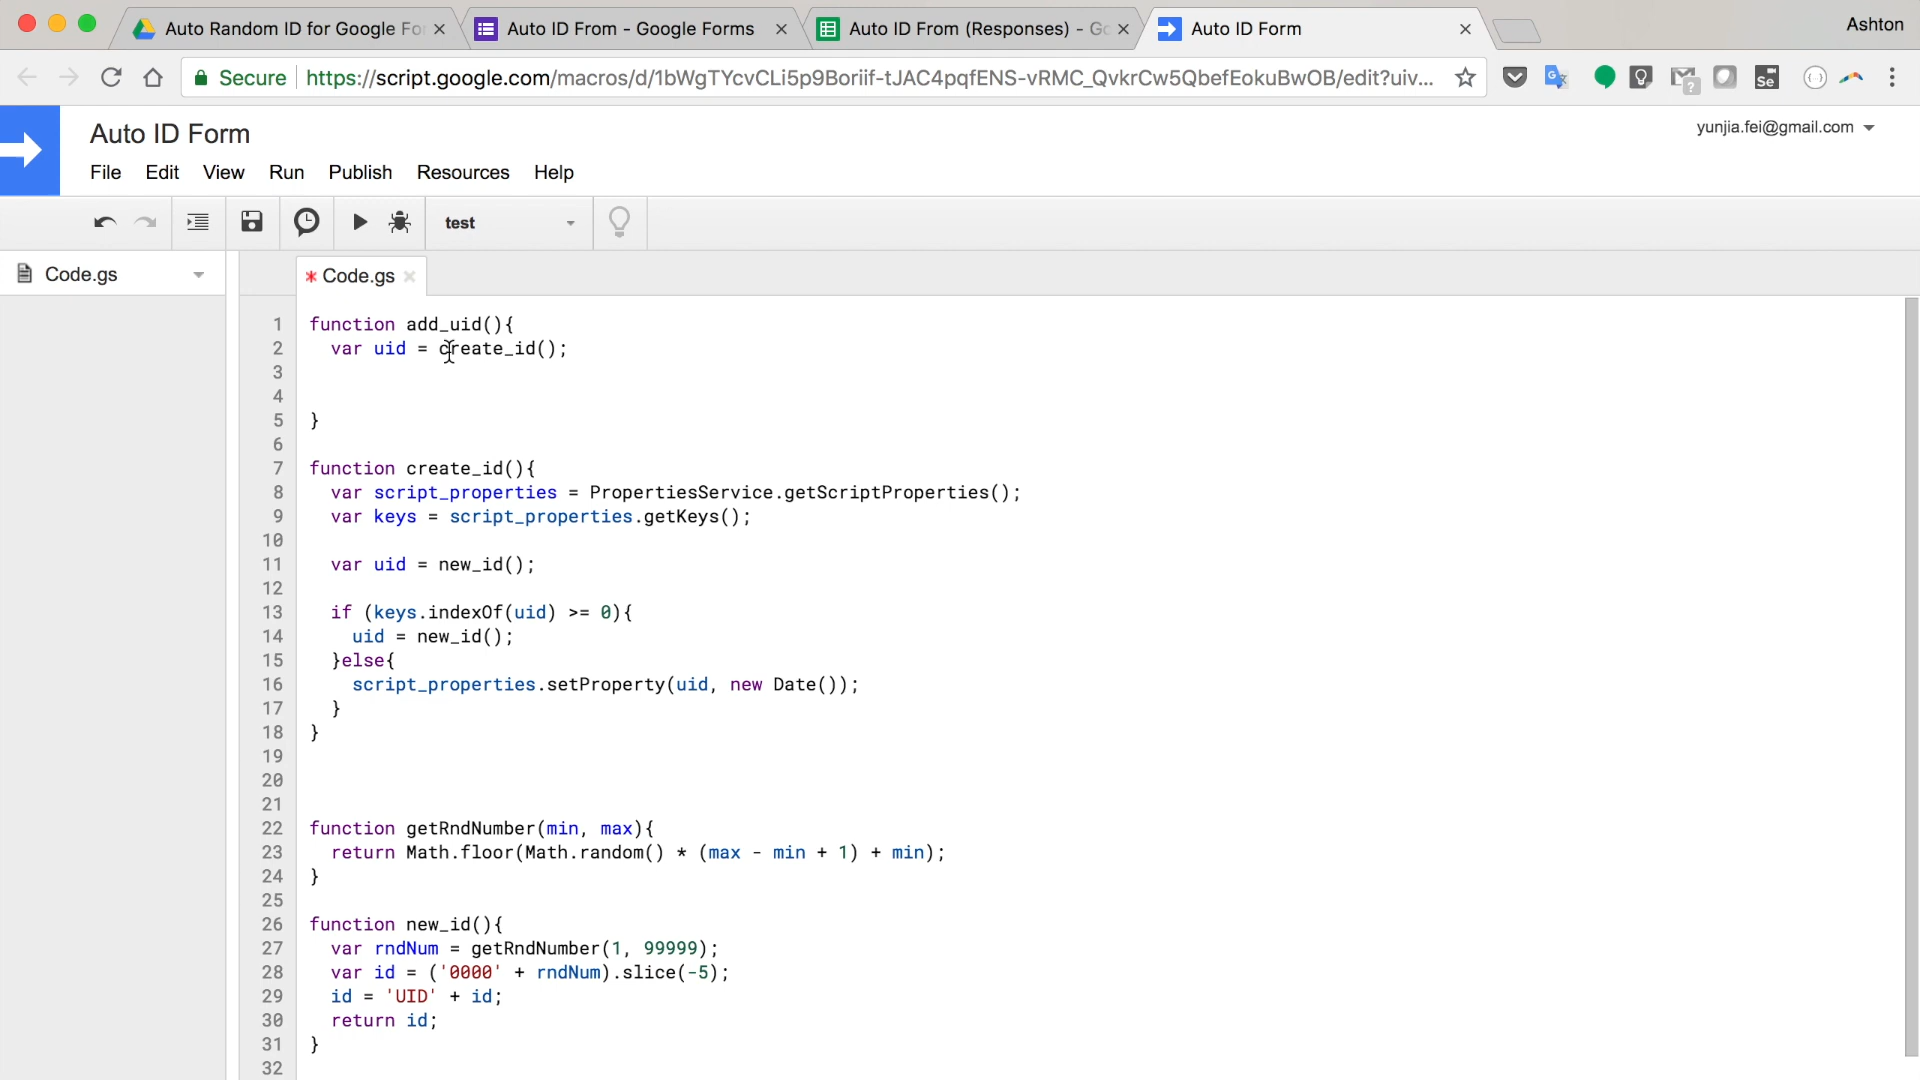 Auto Random ID for Google Fo
Auto ID From - Google Forms
Auto ID From (Responses) - Go
Auto ID Form
Ashton
Secure
https://script.google.com/macros/d/1bWgTYcvCLi5p9Boriif-tJAC4pqfENS-vRMC_QvkrCw5QbefEokuBwOB/edit?uiv...
Se
Auto ID Form
yunjia.fei@gmail.com
File Edit View Run Publish Resources Help
test
Code.gs
* Code.gs
1 function add_uid(){
2 var uid = create_id();
3
4
5 }
6
7 function create_id(){
8 var script_properties = PropertiesService.getScriptProperties();
9 var keys = script_properties.getKeys();
10
11 var uid = new_id();
12
13 if (keys.indexOf(uid) >= 0){
14 uid = new_id();
15 }else{
16 script_properties.setProperty(uid, new Date());
17 }
18 }
19
20
21
22 function getRndNumber(min, max){
23 return Math.floor(Math.random() * (max - min + 1) + min);
24 }
25
26 function new_id(){
27 var rndNum = getRndNumber(1, 99999);
28 var id = ('0000' + rndNum).slice(-5);
29 id = 'UID' + id;
30 return id;
31 }
32